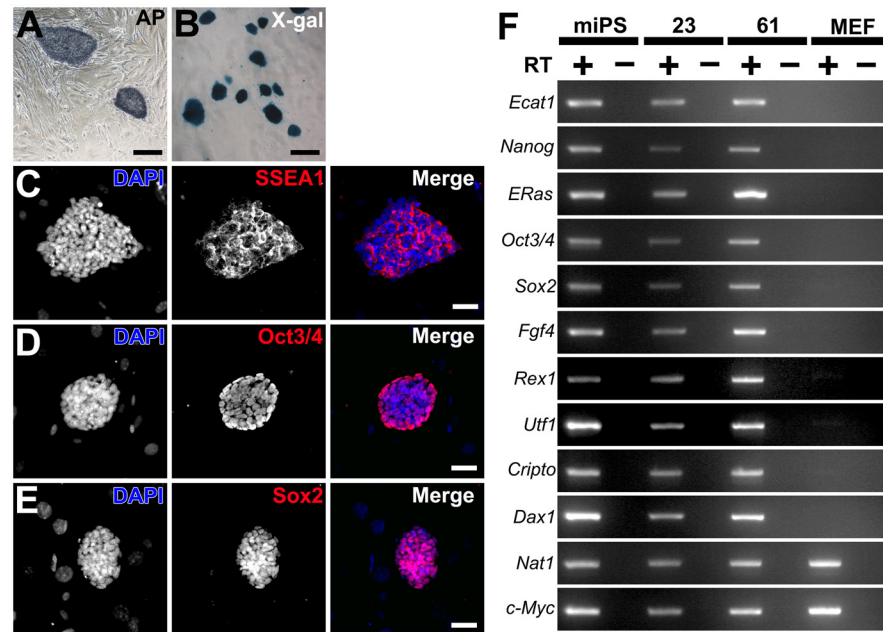 A AP
B X-gal
C DAPI SSEA1 Merge
D DAPI Oct3/4 Merge
E DAPI Sox2 Merge
F miPS 23 61 MEF
RT + − + − + − + −
Ecat1
Nanog
ERas
Oct3/4
Sox2
Fgf4
Rex1
Utf1
Cripto
Dax1
Nat1
c-Myc